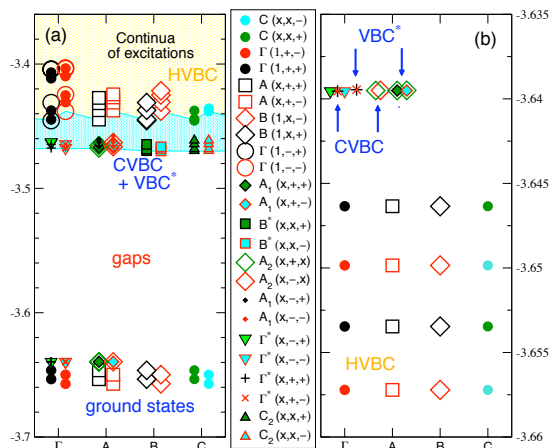 (a)
Continua
of excitations
HVBC
CVBC
+ VBC*
gaps
ground states
-3.4
-3.5
-3.6
-3.7
Γ
A
B
C
C (x,x,-)
C (x,x,+)
Γ (1,+,-)
Γ (1,+,+)
A (x,+,+)
A (x,+,-)
B (1,x,-)
B (1,x,+)
Γ (1,-,+)
Γ (1,-,-)
A₁ (x,+,+)
A₁ (x,+,-)
B* (x,x,+)
B* (x,x,-)
A₂ (x,+,x)
A₂ (x,-,x)
A₁ (x,-,+)
A₁ (x,-,-)
Γ* (x,-,+)
Γ* (x,-,-)
Γ* (x,+,+)
Γ* (x,+,-)
C₂ (x,x,+)
C₂ (x,x,-)
(b)
VBC*
CVBC
HVBC
-3.635
-3.64
-3.645
-3.65
-3.655
-3.66
Γ
A
B
C